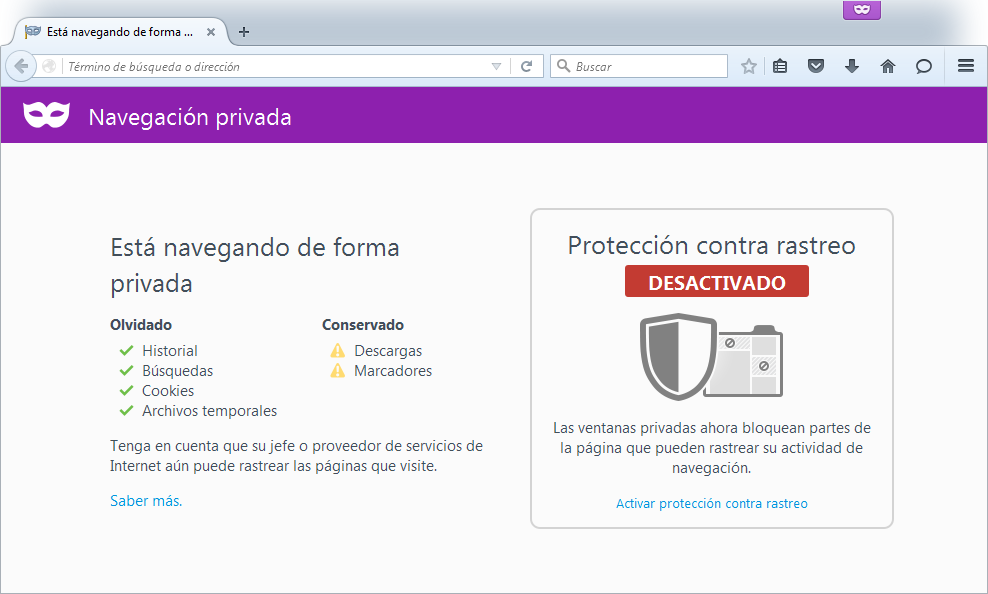 Está navegando de forma ...
Término de búsqueda o dirección
Buscar
Navegación privada
Está navegando de forma
privada
Olvidado
Historial
Búsquedas
Cookies
Archivos temporales
Conservado
Descargas
Marcadores
Tenga en cuenta que su jefe o proveedor de servicios de
Internet aún puede rastrear las páginas que visite.
Saber más.
Protección contra rastreo
DESACTIVADO
Las ventanas privadas ahora bloquean partes de
la página que pueden rastrear su actividad de
navegación.
Activar protección contra rastreo